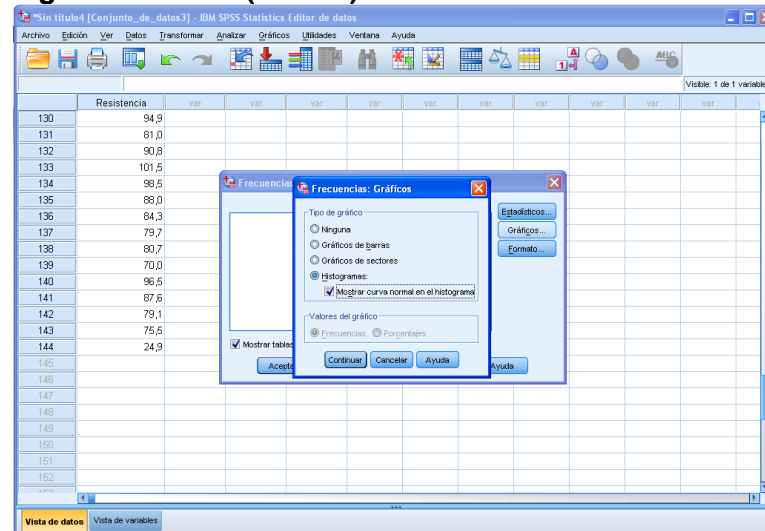 *Sin título4 [Conjunto_de_datos3] - IBM SPSS Statistics Editor de datos
Archivo Edición Ver Datos Transformar Analizar Gráficos Utilidades Ventana Ayuda
Visible: 1 de 1 variable
Resistencia var var var var var var var var var
130 94,9
131 81,0
132 90,8
133 101,5
134 98,5
135 88,0
136 84,3
137 79,7
138 80,7
139 70,0
140 96,5
141 87,6
142 79,1
143 75,5
144 24,9
145
146
147
148
149
150
151
152
Frecuencias
Estadísticos...
Gráficos...
Formato...
Mostrar tablas
Ayuda
Frecuencias: Gráficos
Tipo de gráfico
Ninguna
Gráficos de barras
Gráficos de sectores
Histogramas:
Mostrar curva normal en el histograma
Valores del gráfico
Frecuencias Porcentajes
Continuar Cancelar Ayuda
Vista de datos Vista de variables